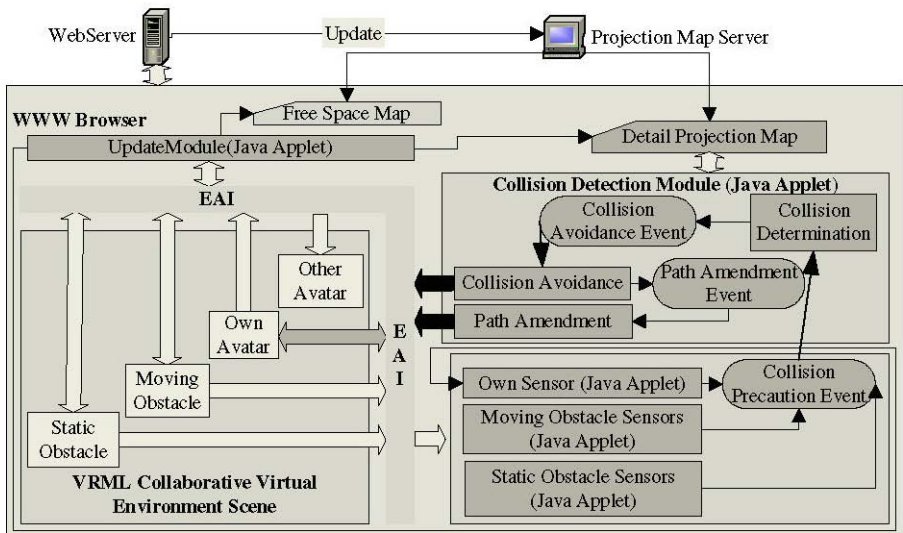 WebServer
Update
Projection Map Server
WWW Browser
Free Space Map
UpdateModule(Java Applet)
Detail Projection Map
EAI
Collision Detection Module (Java Applet)
Collision
Avoidance Event
Collision
Determination
Other
Avatar
Collision Avoidance
Path Amendment
Event
Own
Avatar
Path Amendment
E
A
I
Moving
Obstacle
Own Sensor (Java Applet)
Collision
Precaution Event
Static
Obstacle
Moving Obstacle Sensors
(Java Applet)
Static Obstacle Sensors
(Java Applet)
VRML Collaborative Virtual
Environment Scene